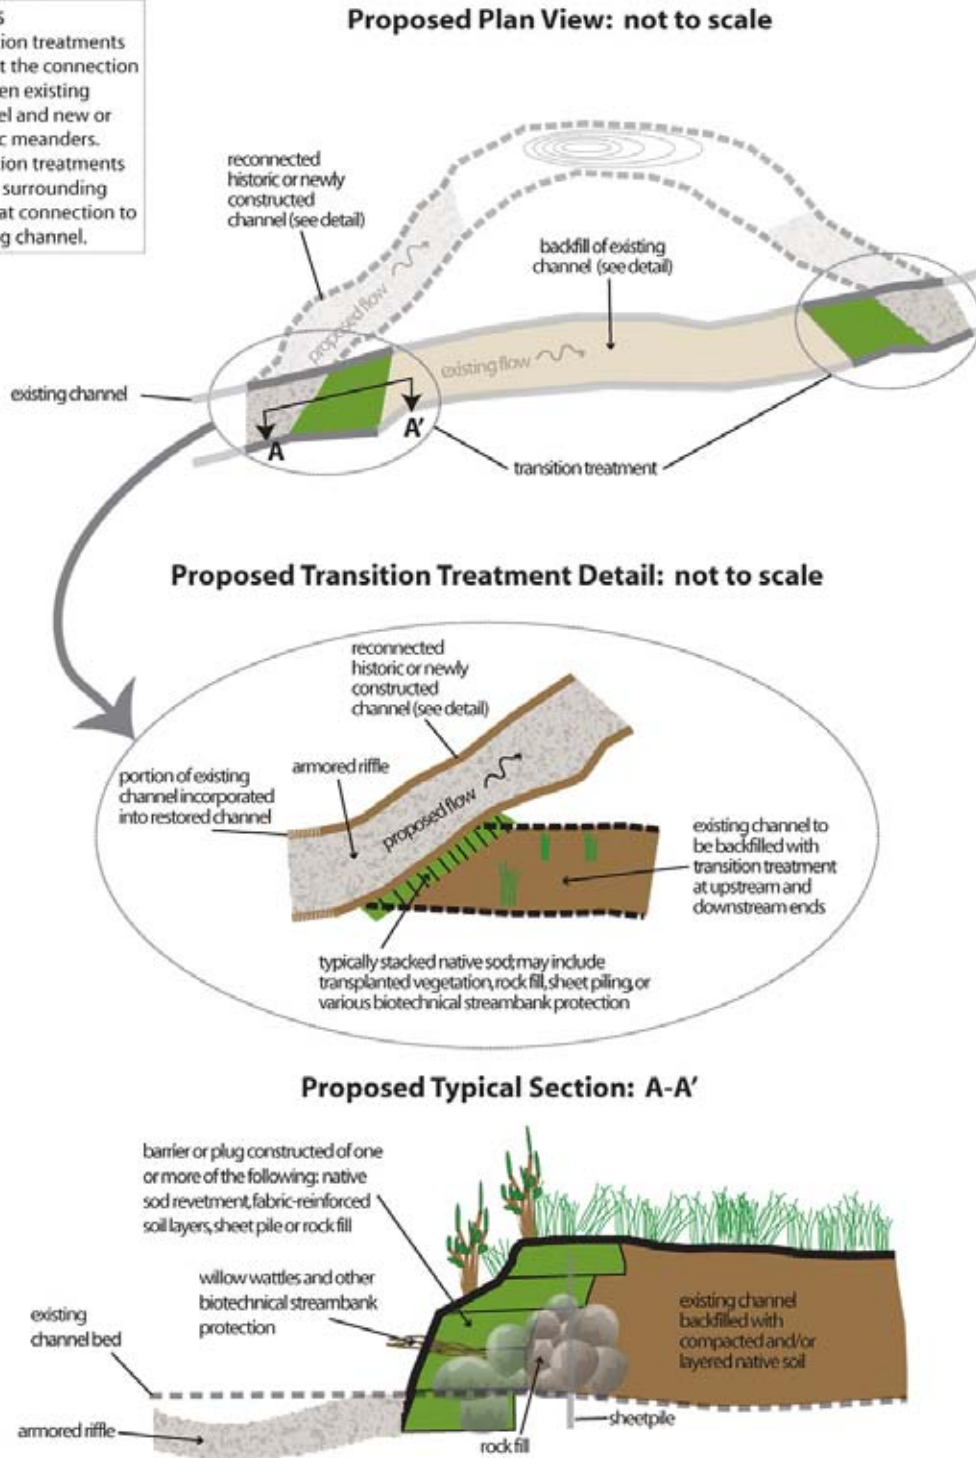 Proposed Plan View: not to scale
ion treatments
t the connection
en existing
el and new or
c meanders.
ion treatments
surrounding
at connection to
g channel.
reconnected
historic or newly
constructed
channel (see detail)
backfill of existing
channel (see detail)
proposed flow
existing flow
existing channel
A
A'
transition treatment
Proposed Transition Treatment Detail: not to scale
reconnected
historic or newly
constructed
channel (see detail)
armored riffle
portion of existing
channel incorporated
into restored channel
proposed flow
existing channel to
be backfilled with
transition treatment
at upstream and
downstream ends
typically stacked native sod; may include
transplanted vegetation, rock fill, sheet piling, or
various biotechnical streambank protection
Proposed Typical Section: A-A'
barrier or plug constructed of one
or more of the following: native
sod revetment, fabric-reinforced
soil layers, sheet pile or rock fill
willow wattles and other
biotechnical streambank
protection
existing
channel bed
existing channel
backfilled with
compacted and/or
layered native soil
armored riffle
sheetpile
rock fill